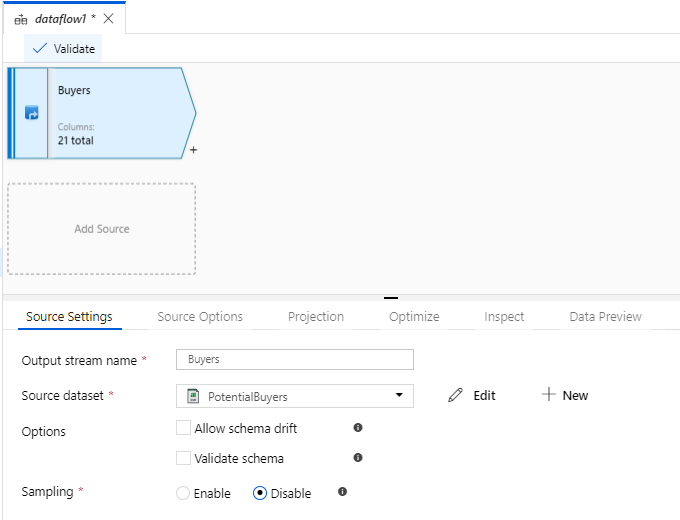 dataflow1 *
Validate
Buyers
Columns:
21 total
+
Add Source
Source Settings Source Options Projection Optimize Inspect Data Preview
Output stream name * Buyers
Source dataset * PotentialBuyers Edit + New
Options Allow schema drift
Validate schema
Sampling * Enable Disable